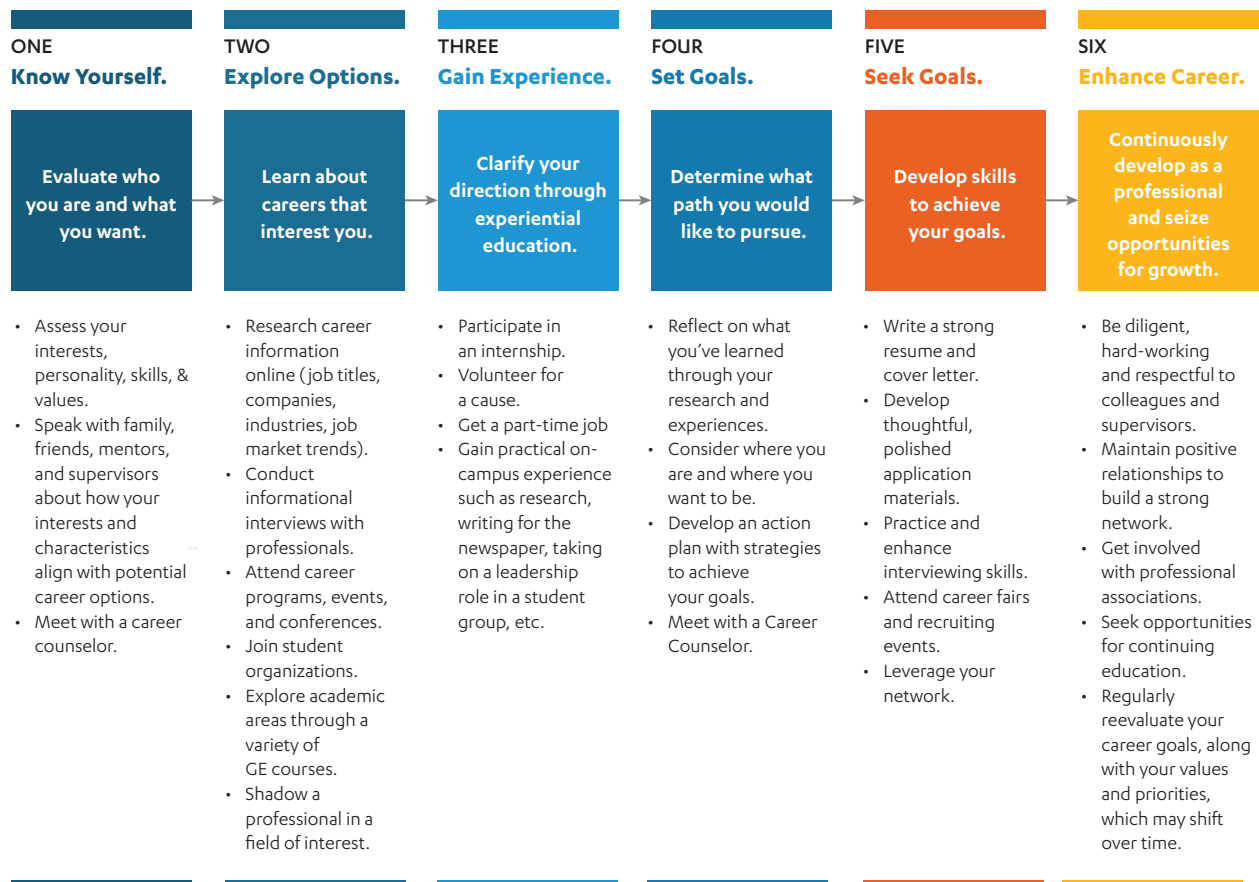 ONE
Know Yourself.
Evaluate who
you are and what
you want.
• Assess your
interests,
personality, skills, &
values.
• Speak with family,
friends, mentors,
and supervisors
about how your
interests and
characteristics
align with potential
career options.
• Meet with a career
counselor.
TWO
Explore Options.
Learn about
careers that
interest you.
• Research career
information
online (job titles,
companies,
industries, job
market trends).
• Conduct
informational
interviews with
professionals.
• Attend career
programs, events,
and conferences.
• Join student
organizations.
• Explore academic
areas through a
variety of
GE courses.
• Shadow a
professional in a
field of interest.
THREE
Gain Experience.
Clarify your
direction through
experiential
education.
• Participate in
an internship.
• Volunteer for
a cause.
• Get a part-time job
• Gain practical on-
campus experience
such as research,
writing for the
newspaper, taking
on a leadership
role in a student
group, etc.
FOUR
Set Goals.
Determine what
path you would
like to pursue.
• Reflect on what
you’ve learned
through your
research and
experiences.
• Consider where you
are and where you
want to be.
• Develop an action
plan with strategies
to achieve
your goals.
• Meet with a Career
Counselor.
FIVE
Seek Goals.
Develop skills
to achieve
your goals.
• Write a strong
resume and
cover letter.
• Develop
thoughtful,
polished
application
materials.
• Practice and
enhance
interviewing skills.
• Attend career fairs
and recruiting
events.
• Leverage your
network.
SIX
Enhance Career.
Continuously
develop as a
professional
and seize
opportunities
for growth.
• Be diligent,
hard-working
and respectful to
colleagues and
supervisors.
• Maintain positive
relationships to
build a strong
network.
• Get involved
with professional
associations.
• Seek opportunities
for continuing
education.
• Regularly
reevaluate your
career goals, along
with your values
and priorities,
which may shift
over time.